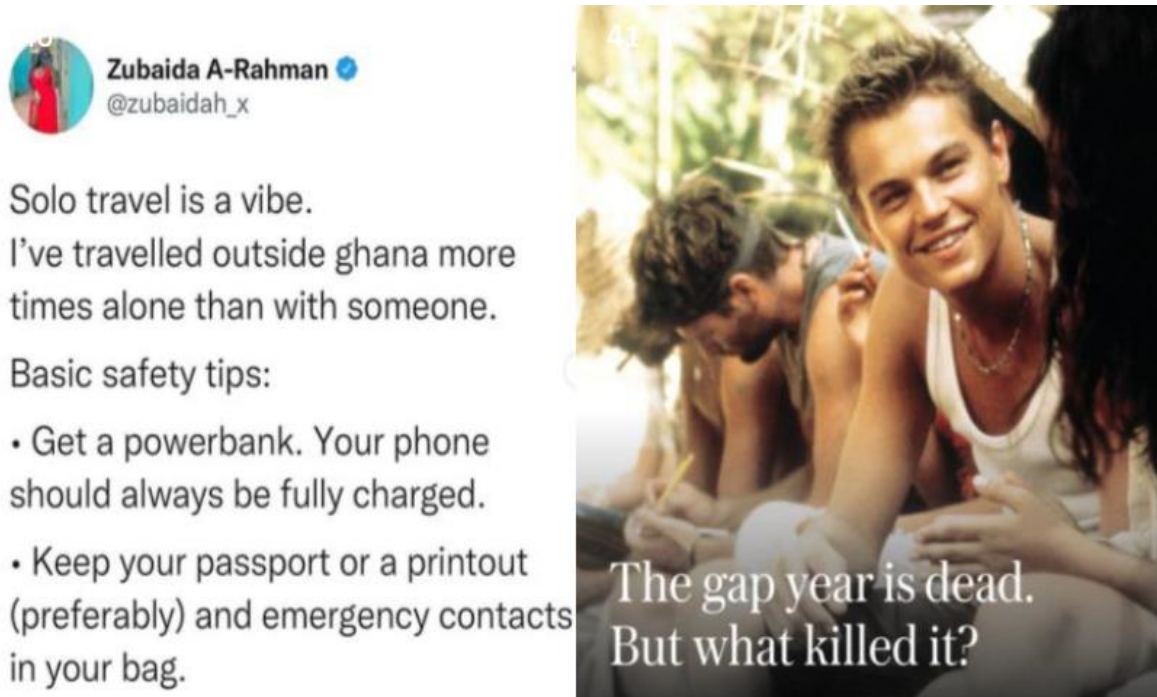 Zubaida A-Rahman
@zubaidah_x
Solo travel is a vibe.
I've travelled outside ghana more
times alone than with someone.
Basic safety tips:
• Get a powerbank. Your phone
should always be fully charged.
• Keep your passport or a printout
(preferably) and emergency contacts
in your bag.
41
The gap year is dead.
But what killed it?